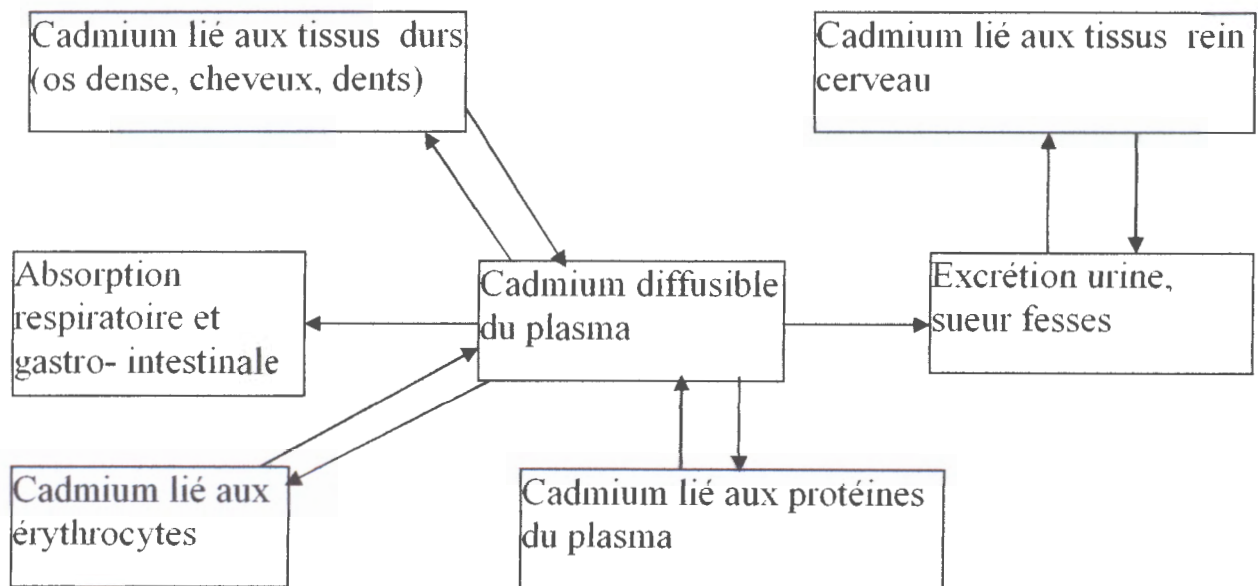 Cadmium lié aux tissus durs
(os dense, cheveux, dents)
Cadmium lié aux tissus rein
cerveau
Absorption
respiratoire et
gastro- intestinale
Cadmium diffusible
du plasma
Excrétion urine,
sueur fesses
Cadmium lié aux
érythrocytes
Cadmium lié aux protéines
du plasma